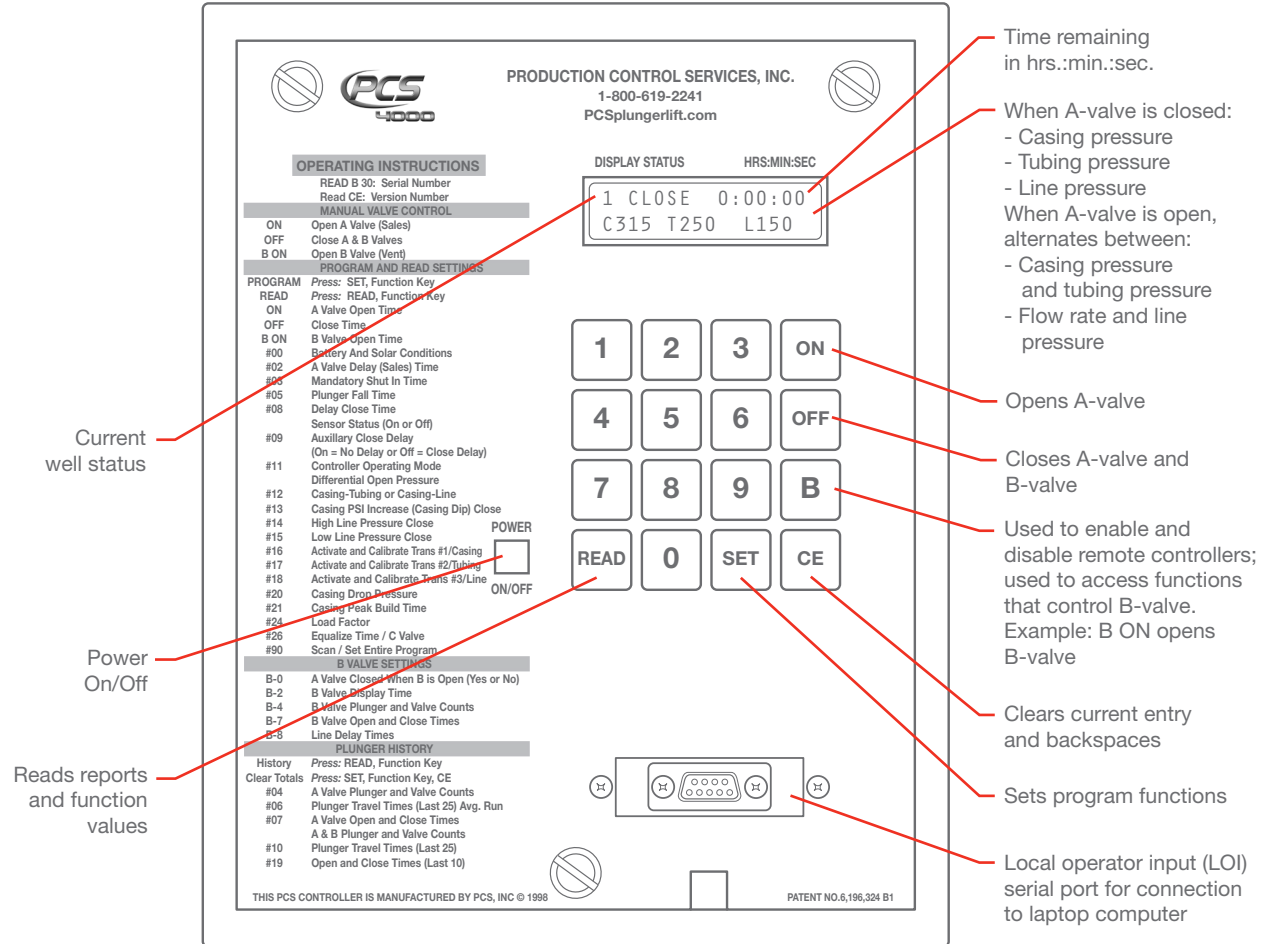 PCS
4000
PRODUCTION CONTROL SERVICES, INC.
1-800-619-2241
PCSplungerlift.com
OPERATING INSTRUCTIONS
READ B 30: Serial Number
Read CE: Version Number
MANUAL VALVE CONTROL
ON Open A Valve (Sales)
OFF Close A & B Valves
B ON Open B Valve (Vent)
PROGRAM AND READ SETTINGS
PROGRAM Press: SET, Function Key
READ Press: READ, Function Key
ON A Valve Open Time
OFF Close Time
B ON B Valve Open Time
#00 Battery And Solar Conditions
#02 A Valve Delay (Sales) Time
#03 Mandatory Shut In Time
#05 Plunger Fall Time
#08 Delay Close Time
Sensor Status (On or Off)
#09 Auxillary Close Delay
(On = No Delay or Off = Close Delay)
#11 Controller Operating Mode
Differential Open Pressure
#12 Casing-Tubing or Casing-Line
#13 Casing PSI Increase (Casing Dip) Close
#14 High Line Pressure Close
#15 Low Line Pressure Close
#16 Activate and Calibrate Trans #1/Casing
#17 Activate and Calibrate Trans #2/Tubing
#18 Activate and Calibrate Trans #3/Line
#20 Casing Drop Pressure
#21 Casing Peak Build Time
#24 Load Factor
#26 Equalize Time / C Valve
#90 Scan / Set Entire Program
B VALVE SETTINGS
B-0 A Valve Closed When B is Open (Yes or No)
B-2 B Valve Display Time
B-4 B Valve Plunger and Valve Counts
B-7 B Valve Open and Close Times
B-8 Line Delay Times
PLUNGER HISTORY
History Press: READ, Function Key
Clear Totals Press: SET, Function Key, CE
#04 A Valve Plunger and Valve Counts
#06 Plunger Travel Times (Last 25) Avg. Run
#07 A Valve Open and Close Times
A & B Plunger and Valve Counts
#10 Plunger Travel Times (Last 25)
#19 Open and Close Times (Last 10)
THIS PCS CONTROLLER IS MANUFACTURED BY PCS, INC © 1998
PATENT NO.6,196,324 B1
POWER
ON/OFF
DISPLAY STATUS HRS:MIN:SEC
1 CLOSE 0:00:00
C315 T250 L150
1 2 3 ON
4 5 6 OFF
7 8 9 B
READ 0 SET CE
Current
well status
Power
On/Off
Reads reports
and function
values
Time remaining
in hrs.:min.:sec.
When A-valve is closed:
- Casing pressure
- Tubing pressure
- Line pressure
When A-valve is open,
alternates between:
- Casing pressure
and tubing pressure
- Flow rate and line
pressure
Opens A-valve
Closes A-valve and
B-valve
Used to enable and
disable remote controllers;
used to access functions
that control B-valve.
Example: B ON opens
B-valve
Clears current entry
and backspaces
Sets program functions
Local operator input (LOI)
serial port for connection
to laptop computer